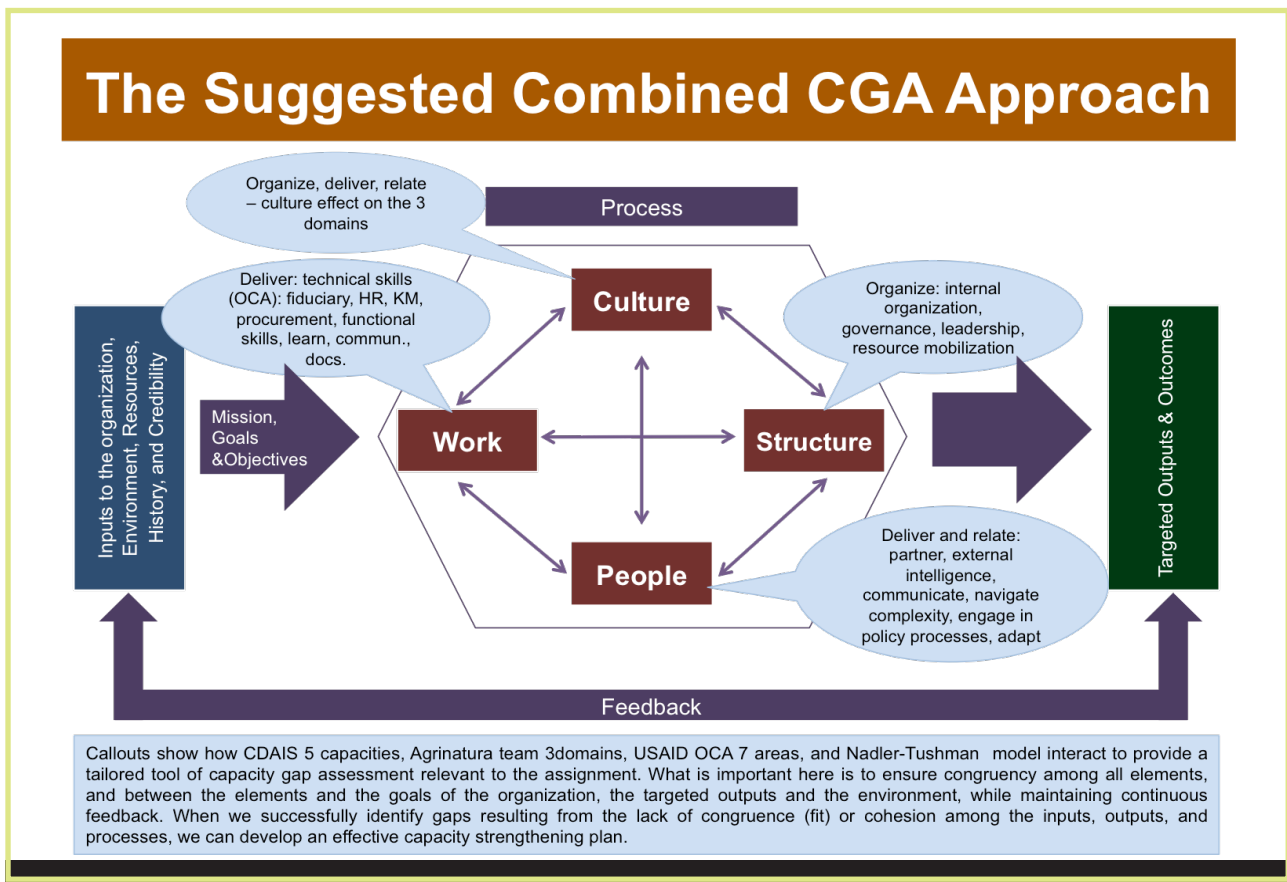 The Suggested Combined CGA Approach
Organize, deliver, relate
– culture effect on the 3
domains
Process
Deliver: technical skills
(OCA): fiduciary, HR, KM,
procurement, functional
skills, learn, commun.,
docs.
Culture
Organize: internal
organization,
governance, leadership,
resource mobilization
Inputs to the organization,
Environment, Resources,
History, and Credibility
Mission,
Goals
&Objectives
Work
Structure
Targeted Outputs & Outcomes
People
Deliver and relate:
partner, external
intelligence,
communicate, navigate
complexity, engage in
policy processes, adapt
Feedback
Callouts show how CDAIS 5 capacities, Agrinatura team 3domains, USAID OCA 7 areas, and Nadler-Tushman model interact to provide a
tailored tool of capacity gap assessment relevant to the assignment. What is important here is to ensure congruency among all elements,
and between the elements and the goals of the organization, the targeted outputs and the environment, while maintaining continuous
feedback. When we successfully identify gaps resulting from the lack of congruence (fit) or cohesion among the inputs, outputs, and
processes, we can develop an effective capacity strengthening plan.